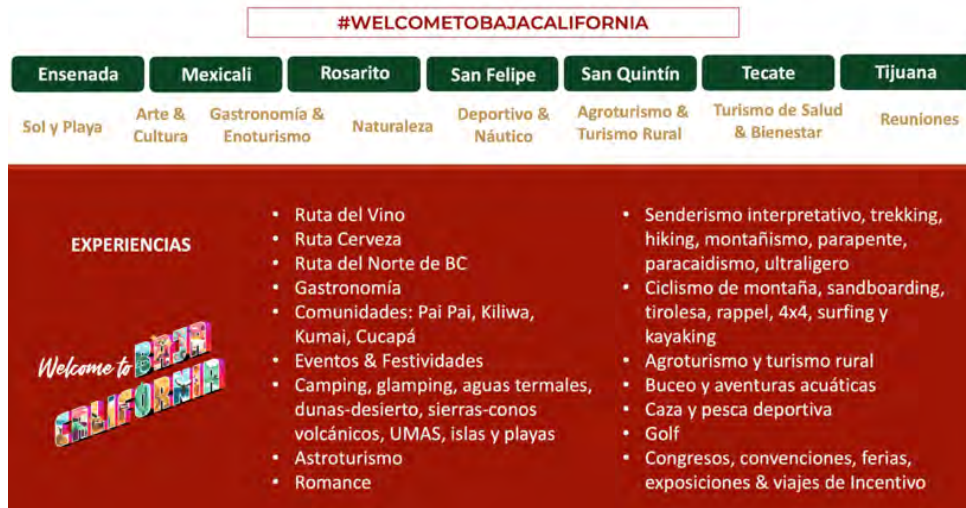 #WELCOMETOBAJACALIFORNIA
Ensenada
Mexicali
Rosarito
San Felipe
San Quintín
Tecate
Tijuana
Sol y Playa
Arte &
Cultura
Gastronomía &
Enoturismo
Naturaleza
Deportivo &
Náutico
Agroturismo &
Turismo Rural
Turismo de Salud
& Bienestar
Reuniones
EXPERIENCIAS
Welcome to BAJA
CALIFORNIA
• Ruta del Vino
• Ruta Cerveza
• Ruta del Norte de BC
• Gastronomía
• Comunidades: Pai Pai, Kiliwa,
Kumai, Cucapá
• Eventos & Festividades
• Camping, glamping, aguas termales,
dunas-desierto, sierras-conos
volcánicos, UMAS, islas y playas
• Astroturismo
• Romance
• Senderismo interpretativo, trekking,
hiking, montañismo, parapente,
paracaidismo, ultraligero
• Ciclismo de montaña, sandboarding,
tirolesa, rappel, 4x4, surfing y
kayaking
• Agroturismo y turismo rural
• Buceo y aventuras acuáticas
• Caza y pesca deportiva
• Golf
• Congresos, convenciones, ferias,
exposiciones & viajes de Incentivo